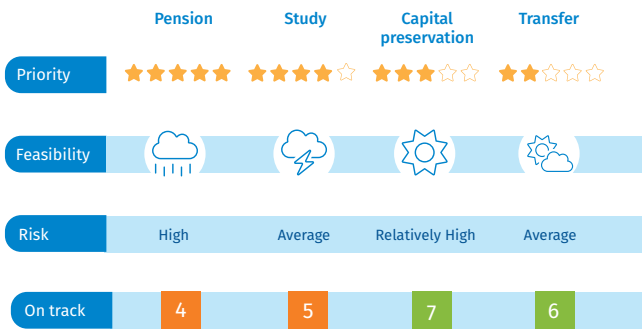 Pension Study Capital preservation Transfer
Priority
Feasibility
Risk High Average Relatively High Average
On track 4 5 7 6